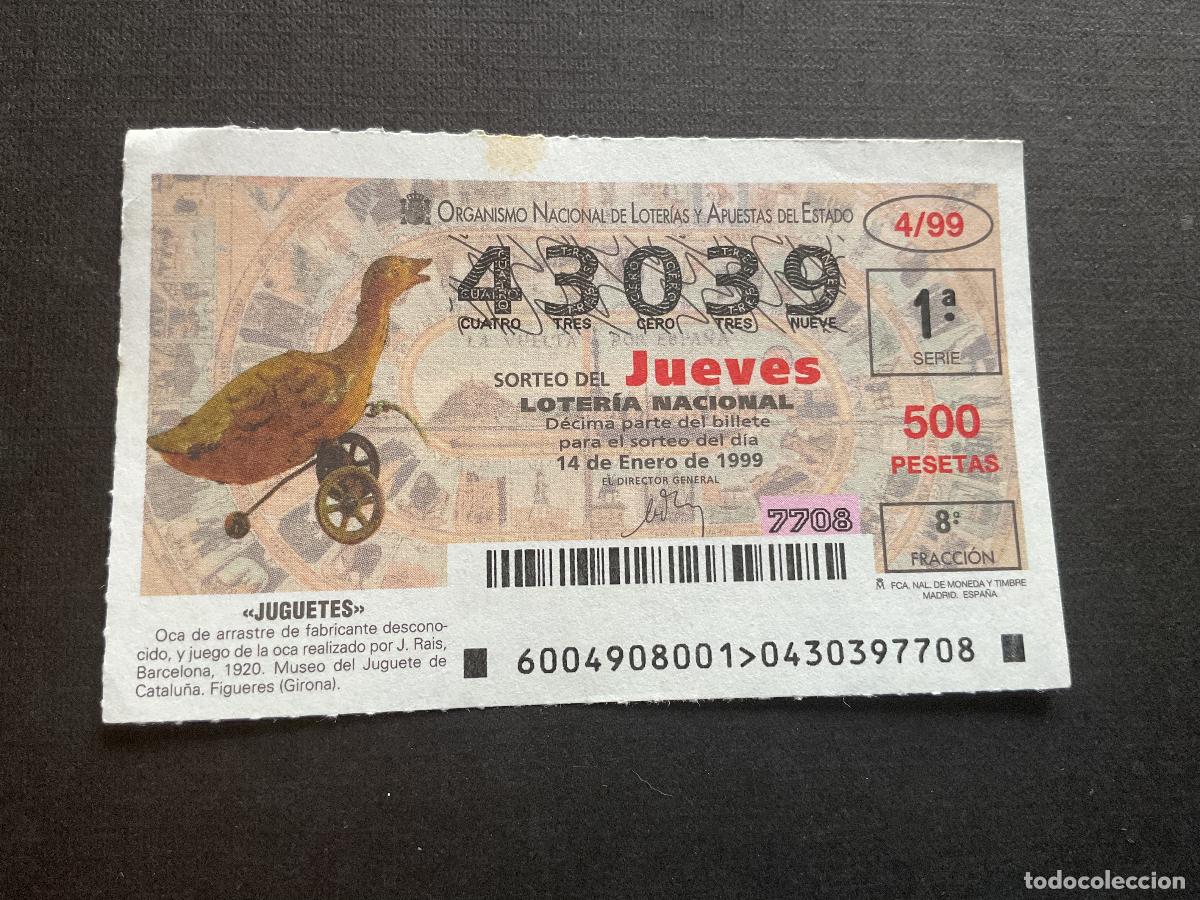 ORGANISMO NACIONAL DE LOTERÍAS Y APUESTAS DEL ESTADO
4/99
43039
CUATRO TRES CERO TRES NUEVE
1ª
SERIE
LA VUELTA A POR ESPAÑA
SORTEO DEL Jueves
LOTERÍA NACIONAL
Décima parte del billete
para el sorteo del día
14 de Enero de 1999
EL DIRECTOR GENERAL
500
PESETAS
7708
8ª
FRACCIÓN
FCA. NAL. DE MONEDA Y TIMBRE
MADRID. ESPAÑA
«JUGUETES»
Oca de arrastre de fabricante descono-
cido, y juego de la oca realizado por J. Rais,
Barcelona, 1920. Museo del Juguete de
Cataluña. Figueres (Girona).
6004908001>0430397708
todocoleccion